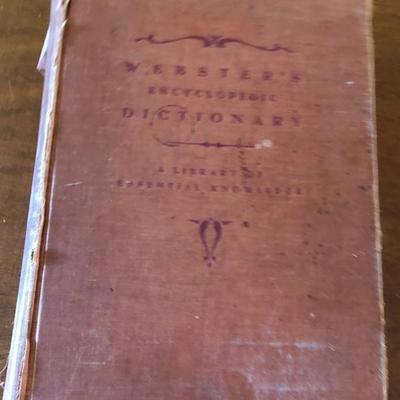 WEBSTER'S
ENCYCLOPEDIC
DICTIONARY
A LIBRARY OF
ESSENTIAL KNOWLEDGE